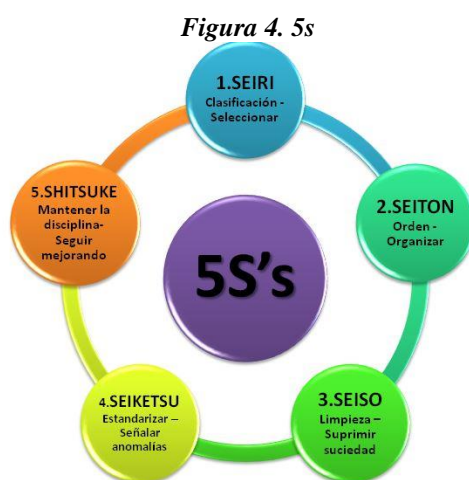 Figura 4. 5s
1.SEIRI
Clasificación -
Seleccionar
2.SEITON
Orden -
Organizar
3.SEISO
Limpieza –
Suprimir
suciedad
4.SEIKETSU
Estandarizar –
Señalar
anomalías
5.SHITSUKE
Mantener la
disciplina-
Seguir
mejorando
5S's